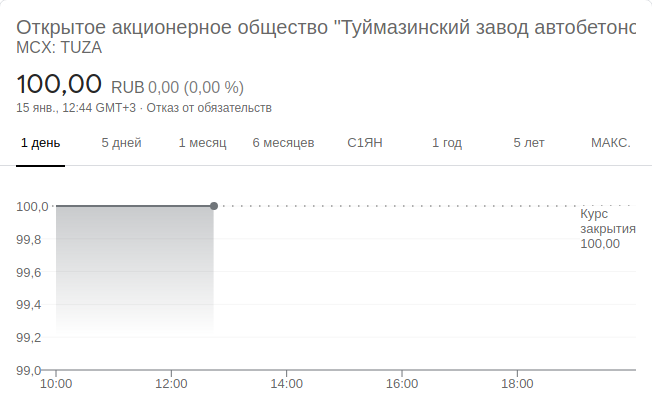 Открытое акционерное общество "Туймазинский завод автобетоно
MCX: TUZA
100,00 RUB 0,00 (0,00 %)
15 янв., 12:44 GMT+3 · Отказ от обязательств
1 день 5 дней 1 месяц 6 месяцев С1ЯН 1 год 5 лет МАКС.
100,0
Курс
закрытия
100,00
99,8
99,6
99,4
99,2
99,0
10:00 12:00 14:00 16:00 18:00